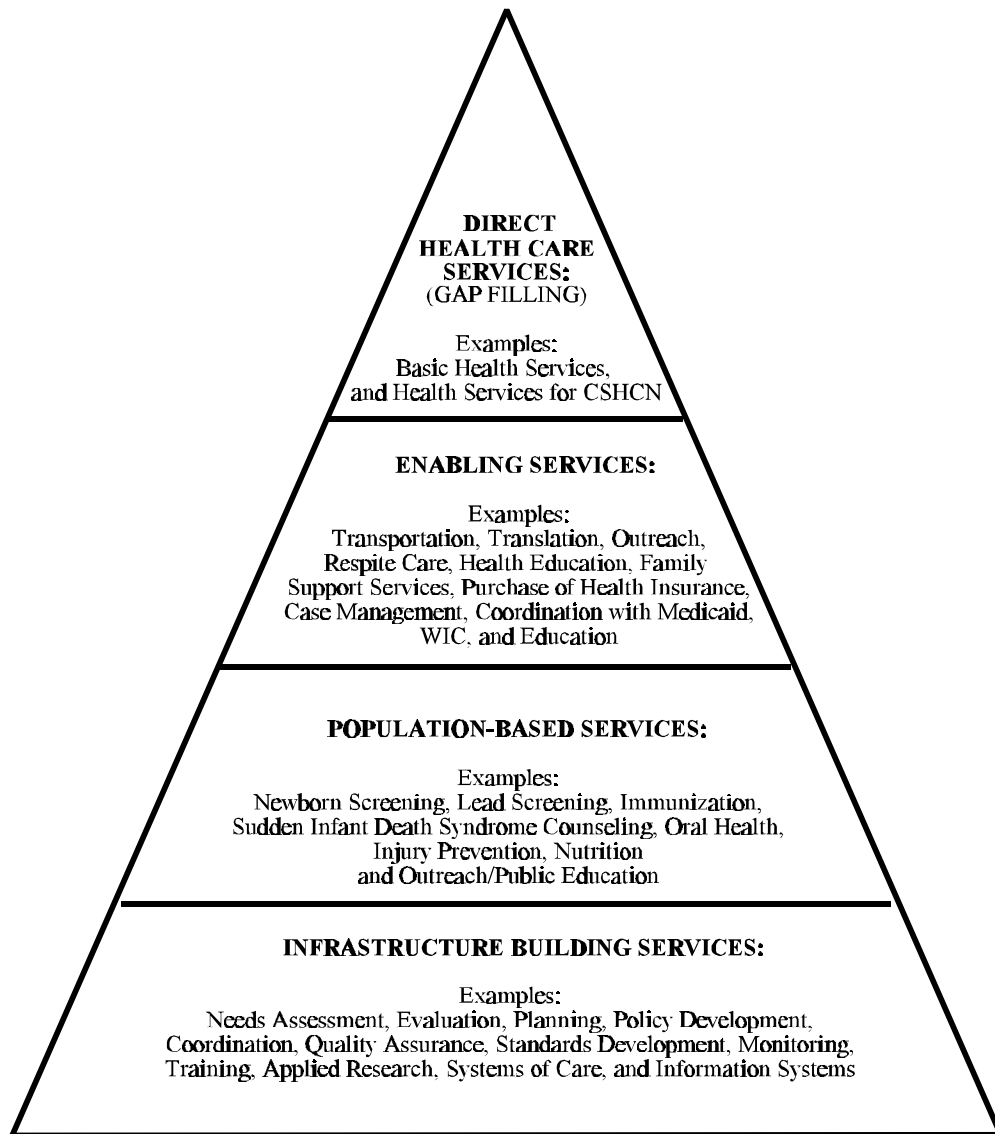 DIRECT
HEALTH CARE
SERVICES:
(GAP FILLING)
Examples:
Basic Health Services,
and Health Services for CSHCN
ENABLING SERVICES:
Examples:
Transportation, Translation, Outreach,
Respite Care, Health Education, Family
Support Services, Purchase of Health Insurance,
Case Management, Coordination with Medicaid,
WIC, and Education
POPULATION-BASED SERVICES:
Examples:
Newborn Screening, Lead Screening, Immunization,
Sudden Infant Death Syndrome Counseling, Oral Health,
Injury Prevention, Nutrition
and Outreach/Public Education
INFRASTRUCTURE BUILDING SERVICES:
Examples:
Needs Assessment, Evaluation, Planning, Policy Development,
Coordination, Quality Assurance, Standards Development, Monitoring,
Training, Applied Research, Systems of Care, and Information Systems